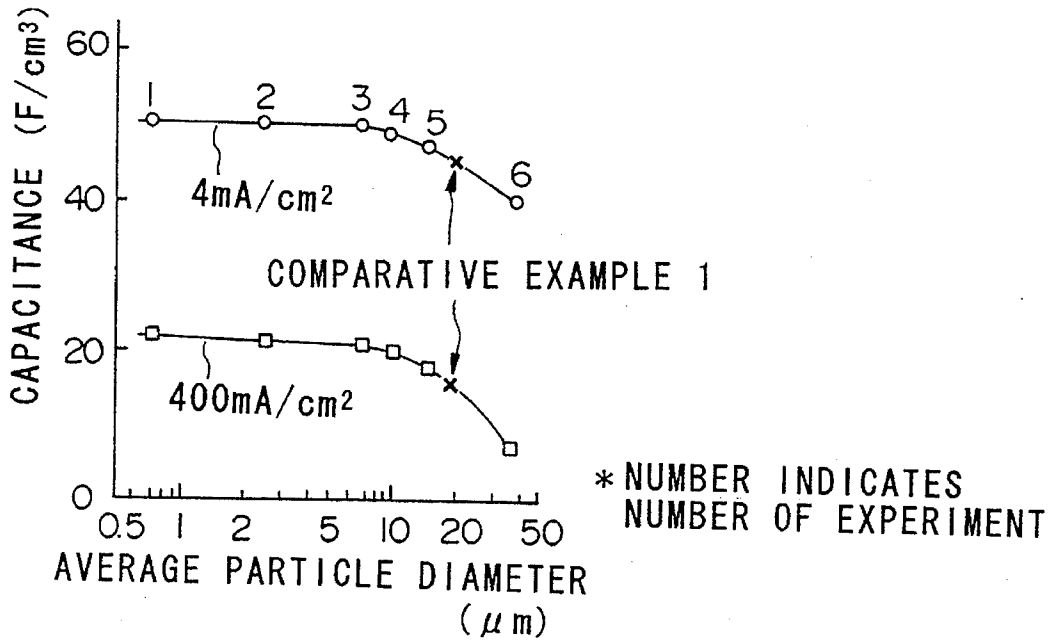 CAPACITANCE (F/cm³)
60
40
20
0
1
2
3
4
5
6
4mA/cm²
COMPARATIVE EXAMPLE 1
400mA/cm²
0.5 1 2 5 10 20 50
AVERAGE PARTICLE DIAMETER
(μm)
*NUMBER INDICATES
NUMBER OF EXPERIMENT